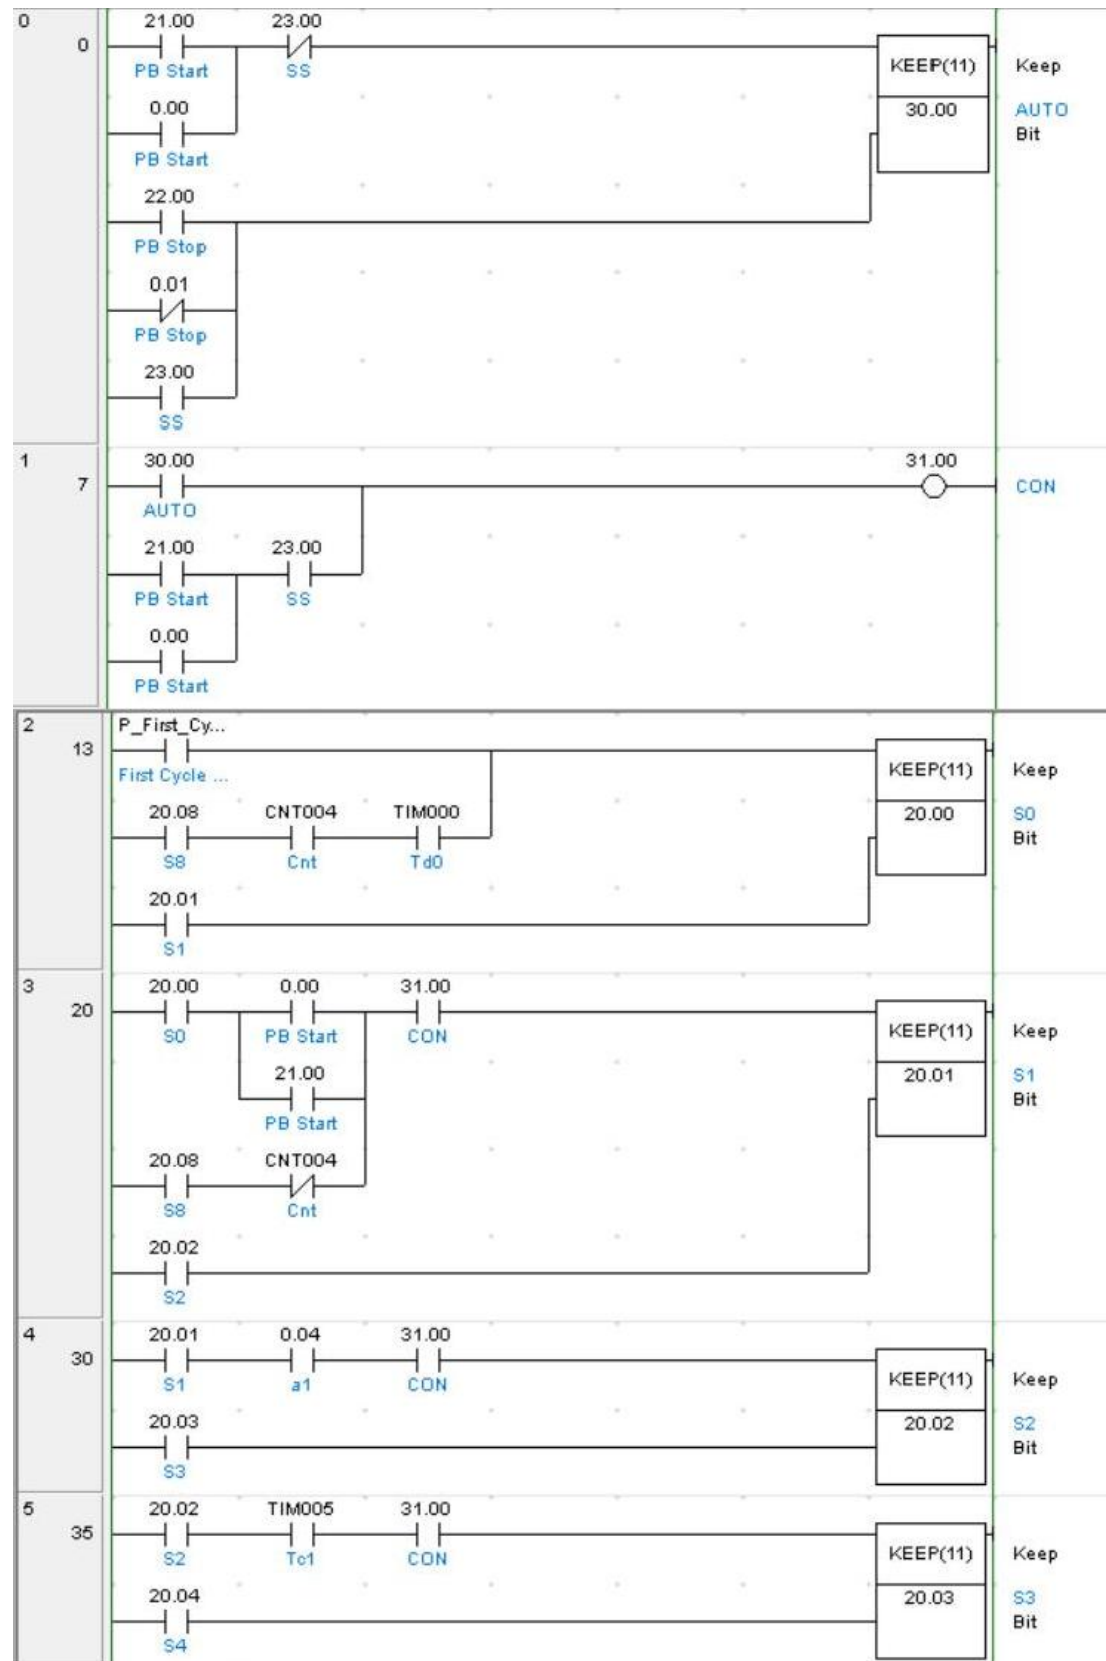 0
21.00 23.00
0
PB Start SS
KEEP(11) Keep
0.00
30.00 AUTO
Bit
PB Start
22.00
PB Stop
0.01
PB Stop
23.00
SS
1
30.00 31.00
7
CON
AUTO
21.00 23.00
PB Start SS
0.00
PB Start
2
P_First_Cy...
13
First Cycle ...
KEEP(11) Keep
20.08 CNT004 TIM000
20.00 S0
Bit
S8 Cnt Td0
20.01
S1
3
20.00 0.00 31.00
20
S0 PB Start CON
KEEP(11) Keep
21.00
20.01 S1
Bit
PB Start
20.08 CNT004
S8 Cnt
20.02
S2
4
20.01 0.04 31.00
30
S1 a1 CON
KEEP(11) Keep
20.03
20.02 S2
Bit
S3
5
20.02 TIM005 31.00
35
S2 Tc1 CON
KEEP(11) Keep
20.04
20.03 S3
Bit
S4